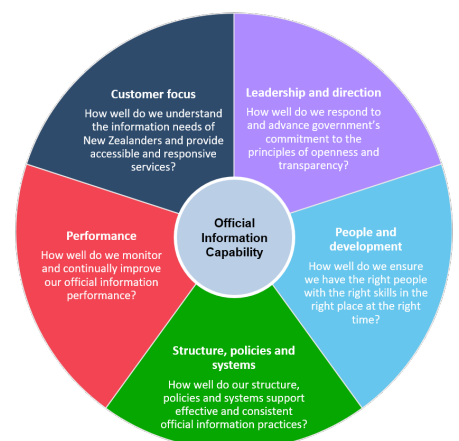 Customer focus
How well do we understand
the information needs of
New Zealanders and provide
accessible and responsive
services?
Leadership and direction
How well do we respond to
and advance government's
commitment to the
principles of openness and
transparency?
Official
Information
Capability
Performance
How well do we monitor
and continually improve
our official information
performance?
People and
development
How well do we ensure
we have the right people
with the right skills in the
right place at the right
time?
Structure, policies and
systems
How well do our structure,
policies and systems support
effective and consistent
official information practices?